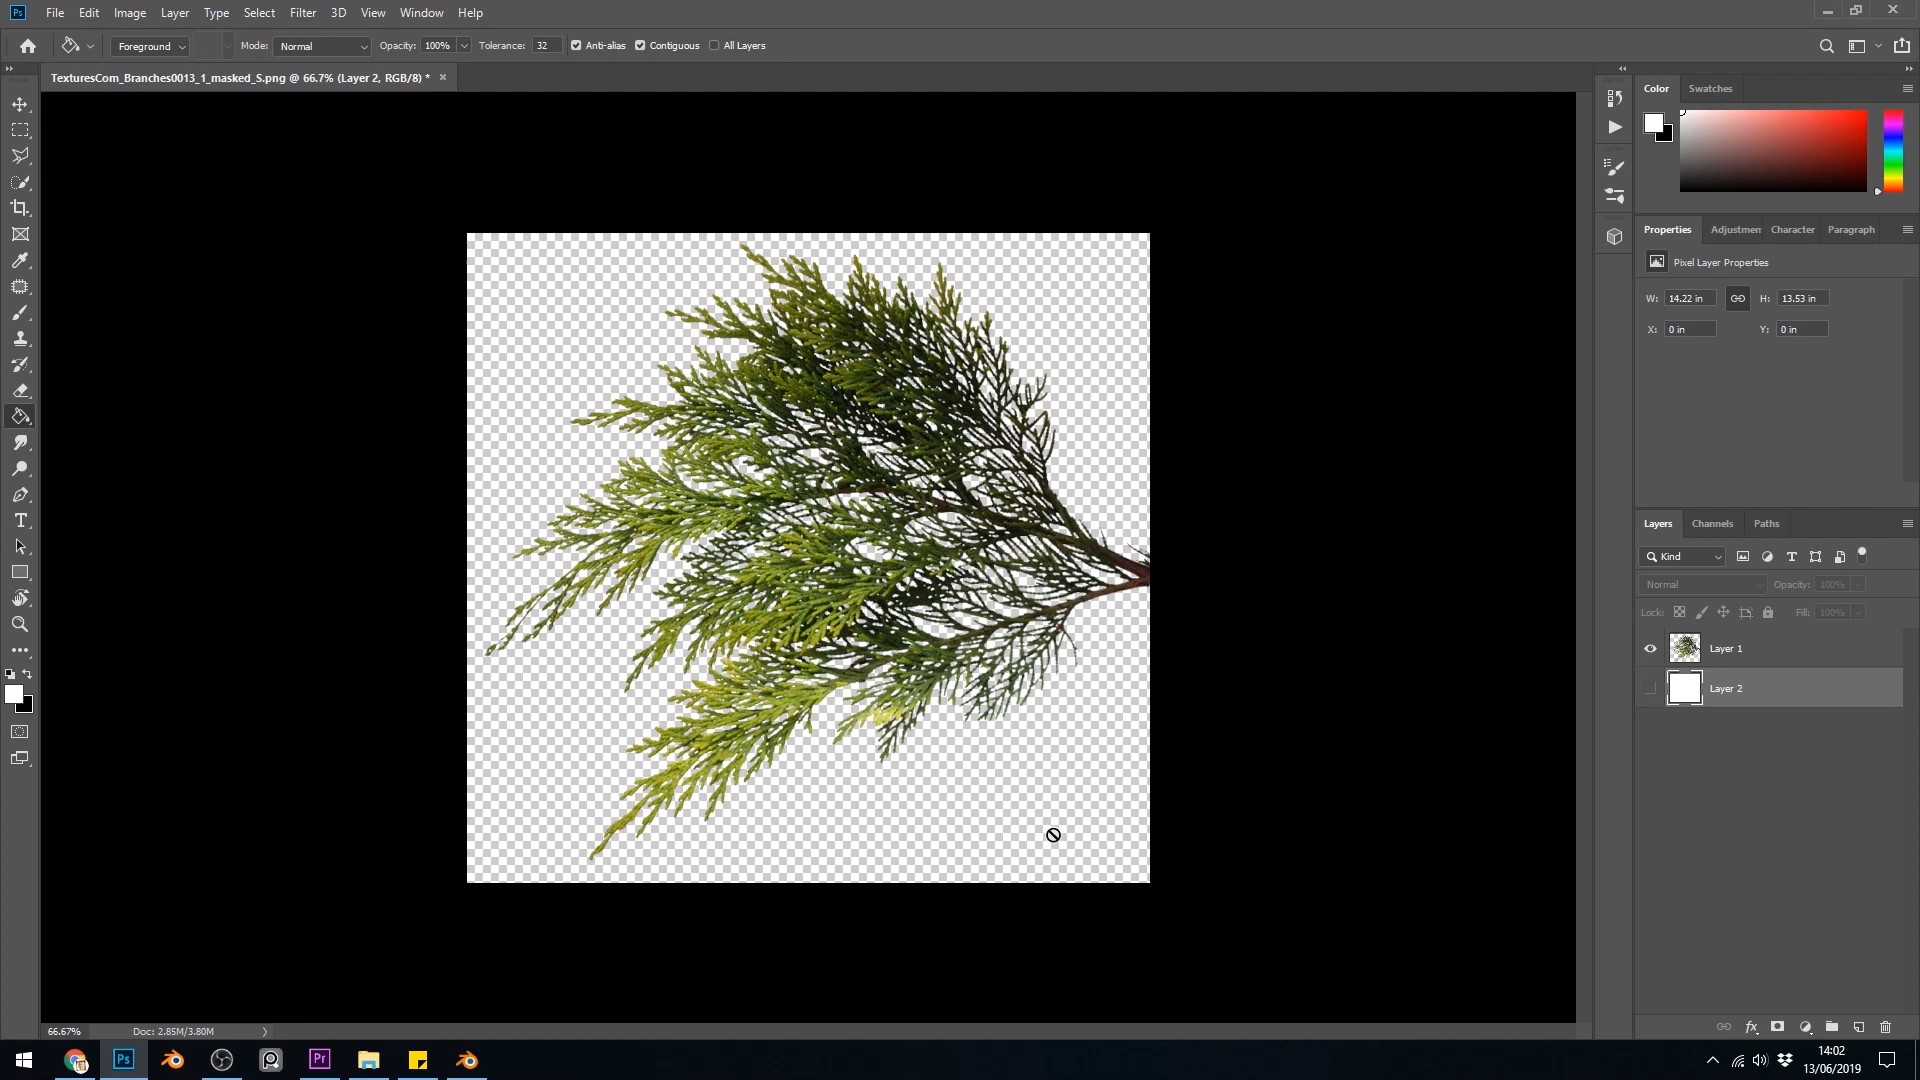 Ps File Edit Image Layer Type Select Filter 3D View Window Help
Foreground Mode: Normal Opacity: 100% Tolerance: 32 Anti-alias Contiguous All Layers
TexturesCom_Branches0013_1_masked_S.png @ 66.7% (Layer 2, RGB/8) *
Color Swatches
Properties Adjustmen Character Paragraph
Pixel Layer Properties
W: 14.22 in H: 13.53 in
X: 0 in Y: 0 in
Layers Channels Paths
Kind
Normal Opacity: 100%
Lock: Fill: 100%
Layer 1
Layer 2
66.67% Doc: 2.85M/3.80M
fx
Ps Pr
14:02
13/06/2019